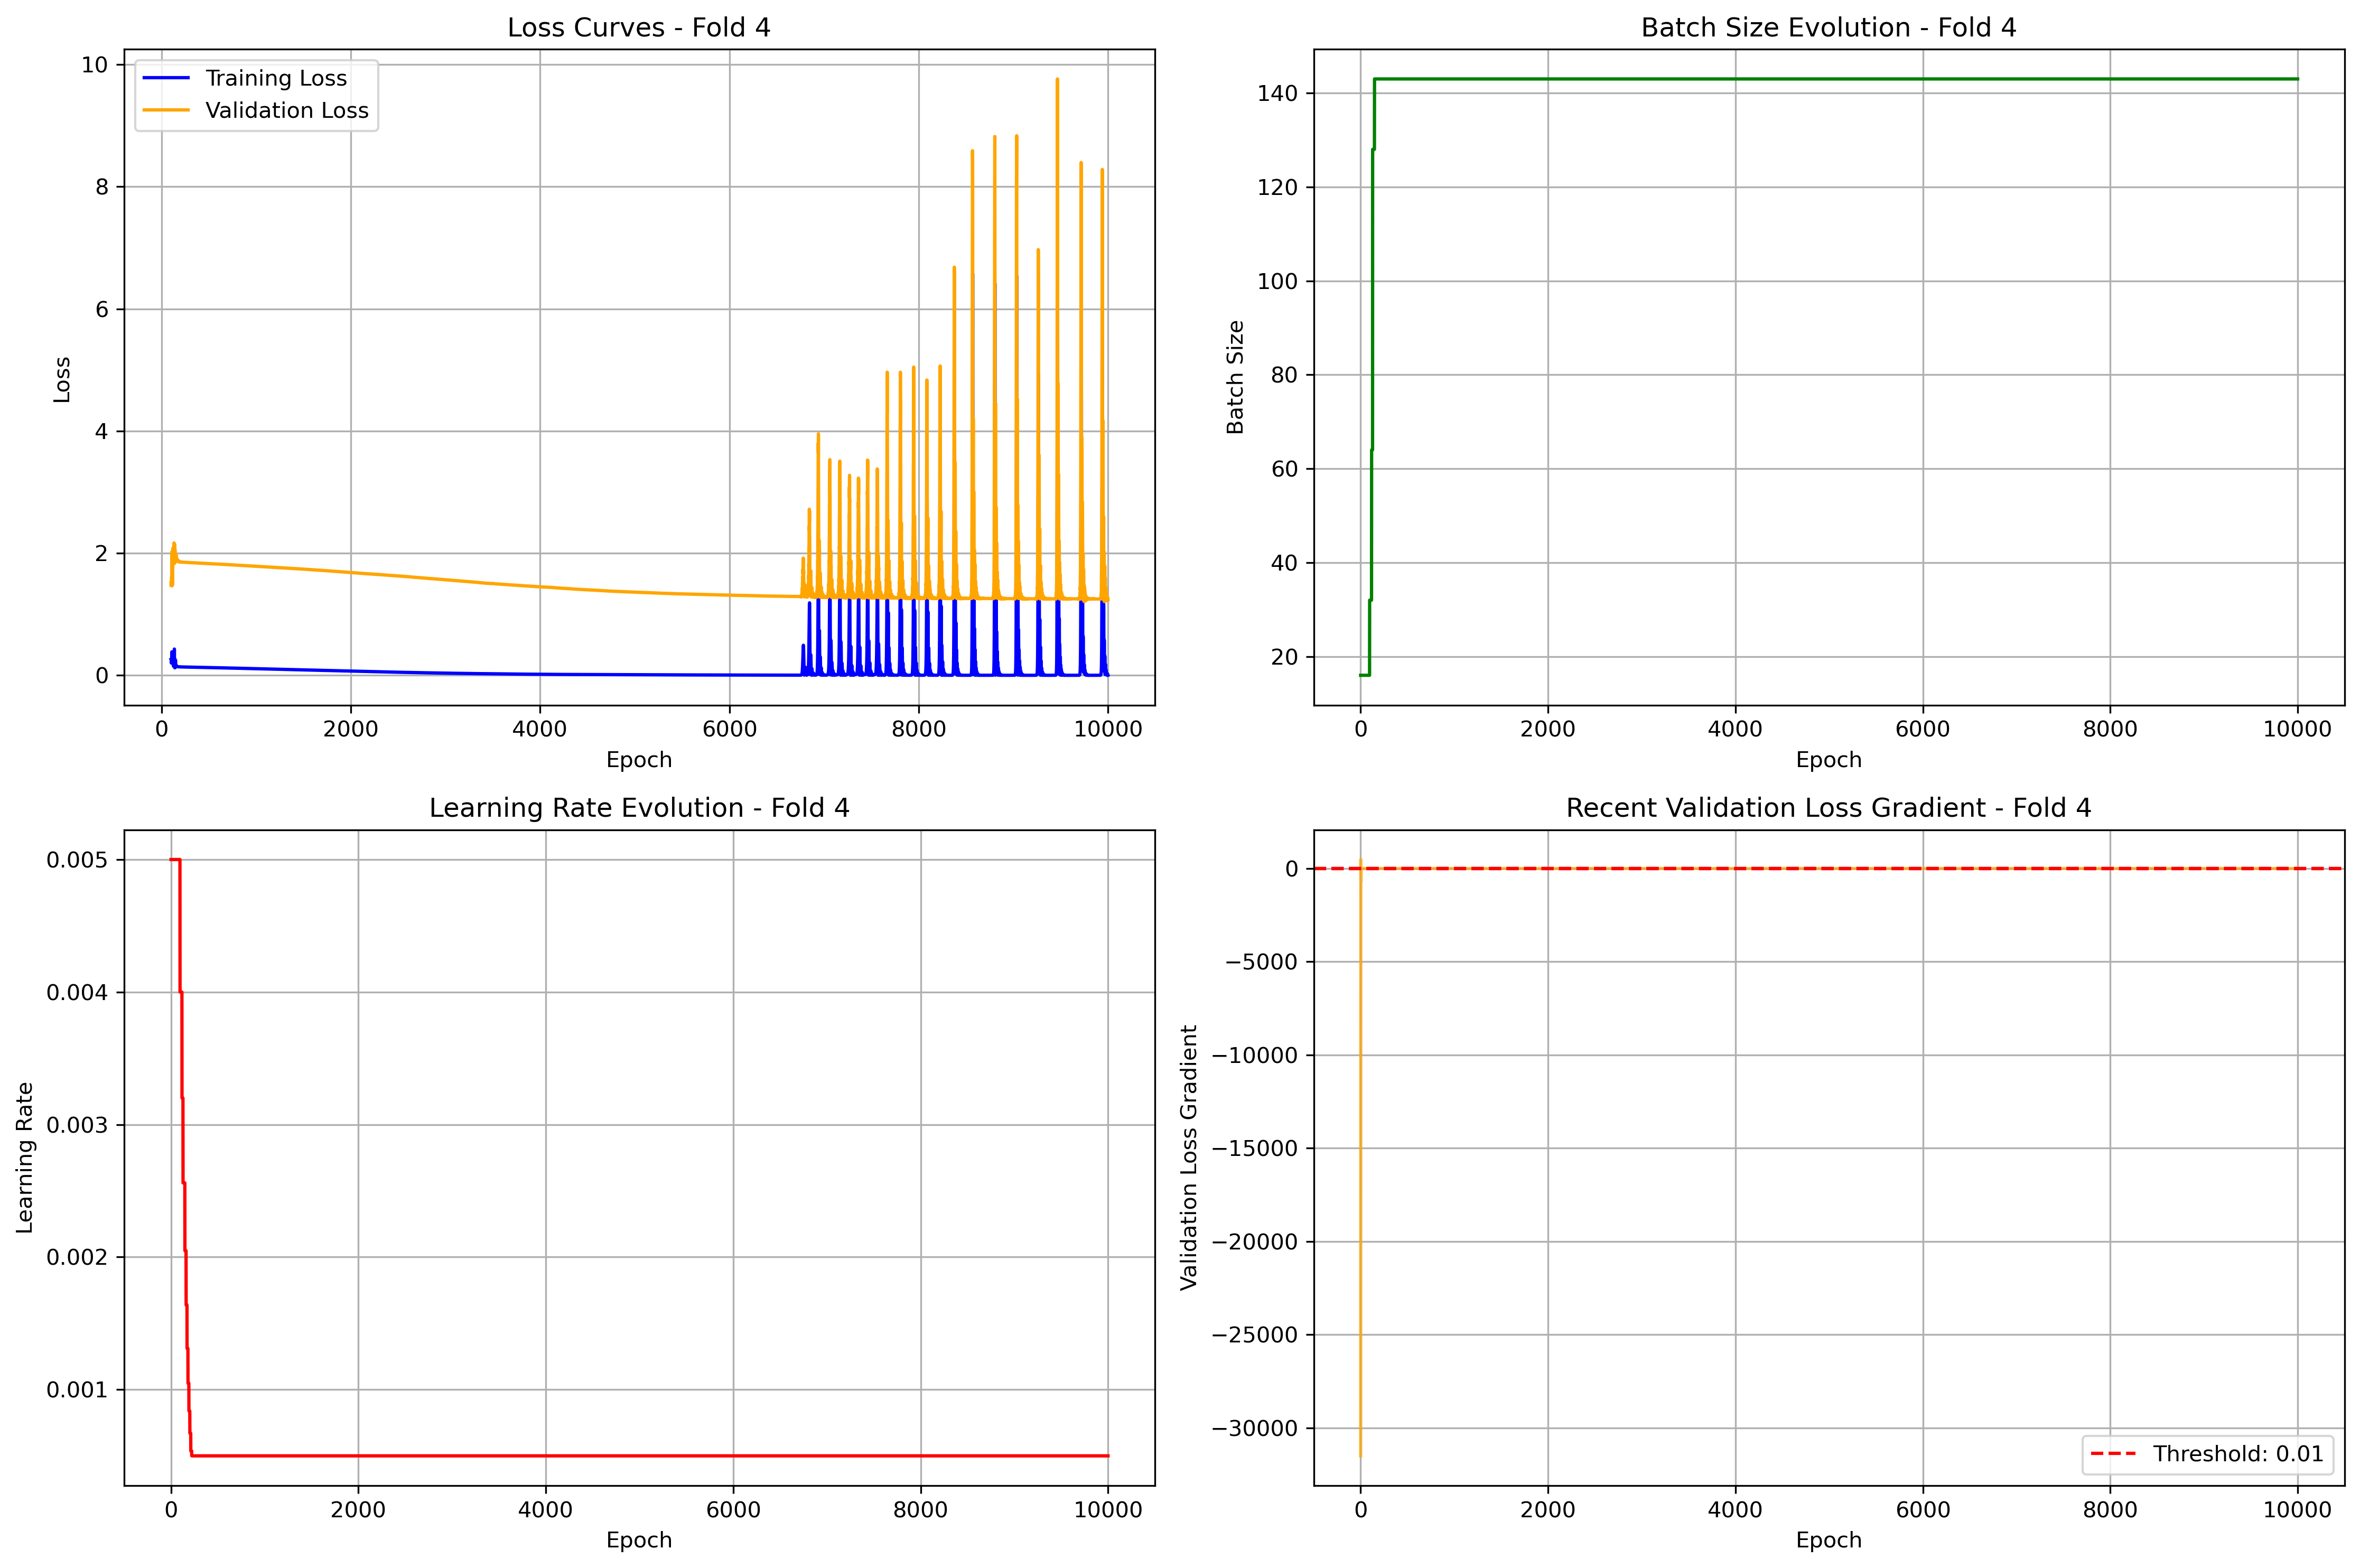 Loss Curves - Fold 4
Training Loss
Validation Loss
10
8
6
4
2
0
Loss
0 2000 4000 6000 8000 10000
Epoch
Batch Size Evolution - Fold 4
140
120
100
80
60
40
20
Batch Size
0 2000 4000 6000 8000 10000
Epoch
Learning Rate Evolution - Fold 4
0.005
0.004
0.003
0.002
0.001
Learning Rate
0 2000 4000 6000 8000 10000
Epoch
Recent Validation Loss Gradient - Fold 4
0
−5000
−10000
−15000
−20000
−25000
−30000
Validation Loss Gradient
Threshold: 0.01
0 2000 4000 6000 8000 10000
Epoch